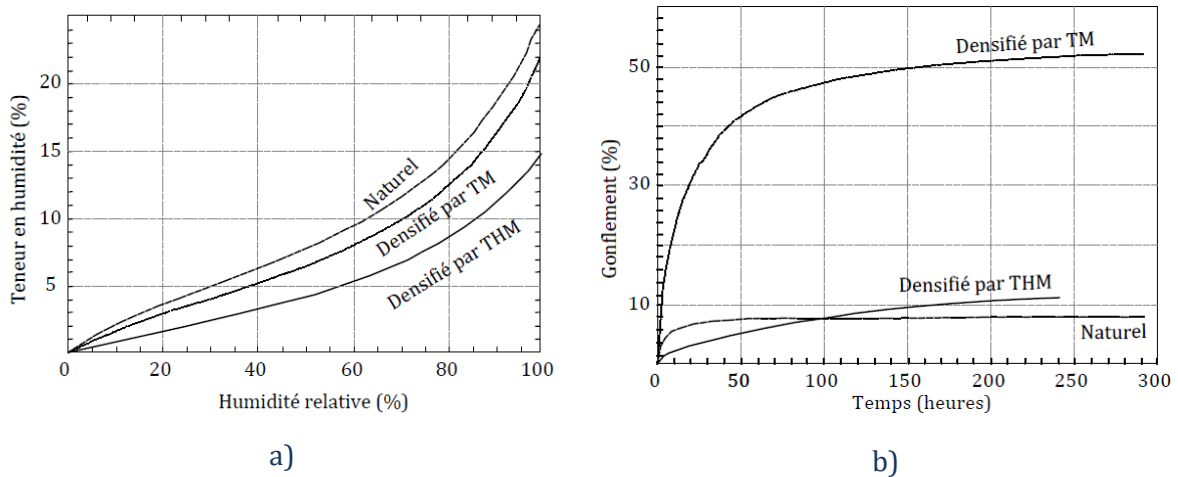 Teneur en humidité (%)
20
15
10
5
0
20
40
60
80
100
Humidité relative (%)
Naturel
Densifié par TM
Densifié par THM
a)
Gonflement (%)
50
30
10
0
50
100
150
200
250
300
Temps (heures)
Densifié par TM
Densifié par THM
Naturel
b)